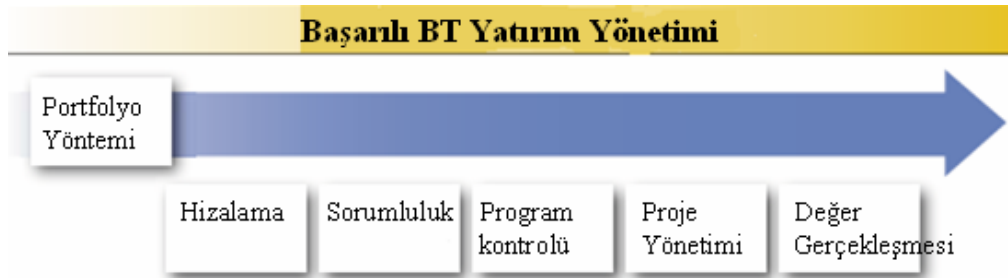 Başarılı BT Yatırım Yönetimi
Portfolyo
Yöntemi
Hizalama
Sorumluluk
Program
kontrolü
Proje
Yönetimi
Değer
Gerçekleşmesi